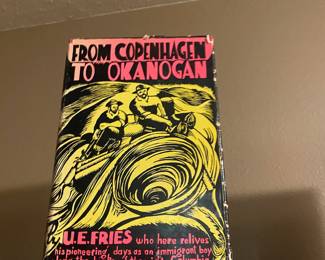 FROM COPENHAGEN
TO OKANOGAN
U.E. FRIES who here relives
his pioneering days as an immigrant boy